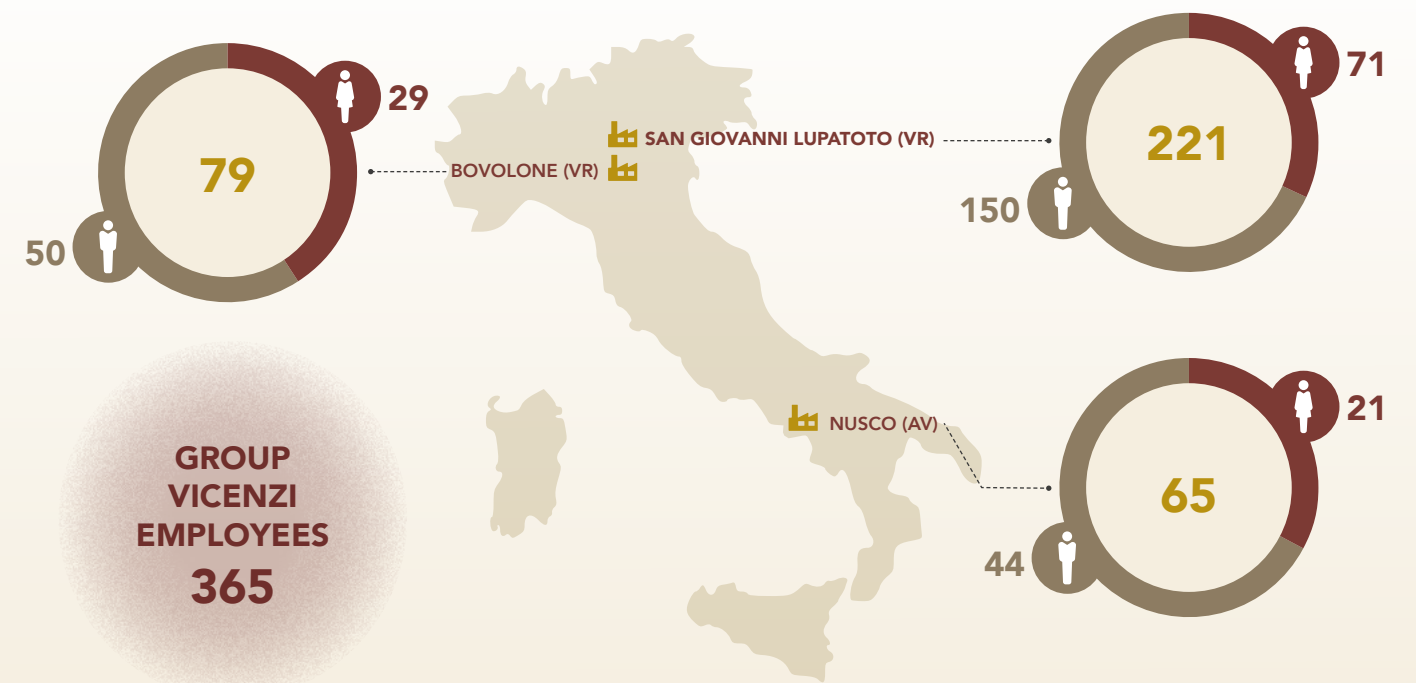 29
79
50
BOVOLONE (VR)
SAN GIOVANNI LUPATOTO (VR)
71
221
150
GROUP
VICENZI
EMPLOYEES
365
NUSCO (AV)
21
65
44